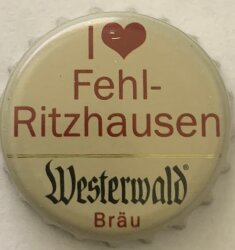 I ❤
Fehl-
Ritzhausen
Westerwald®
Bräu